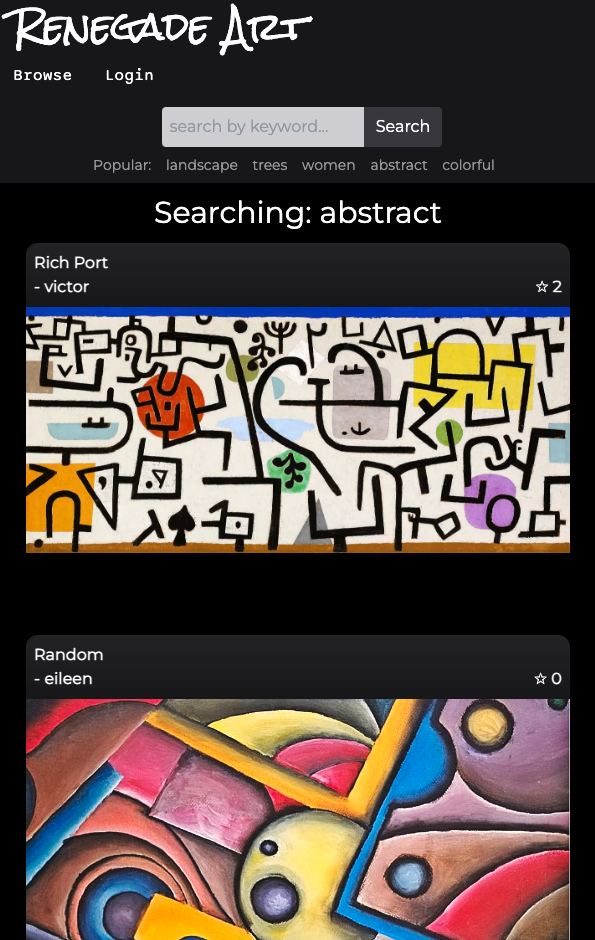 Renegade Art
Browse Login
search by keyword... Search
Popular: landscape trees women abstract colorful
Searching: abstract
Rich Port
- victor ☆ 2
Random
- eileen ☆ 0